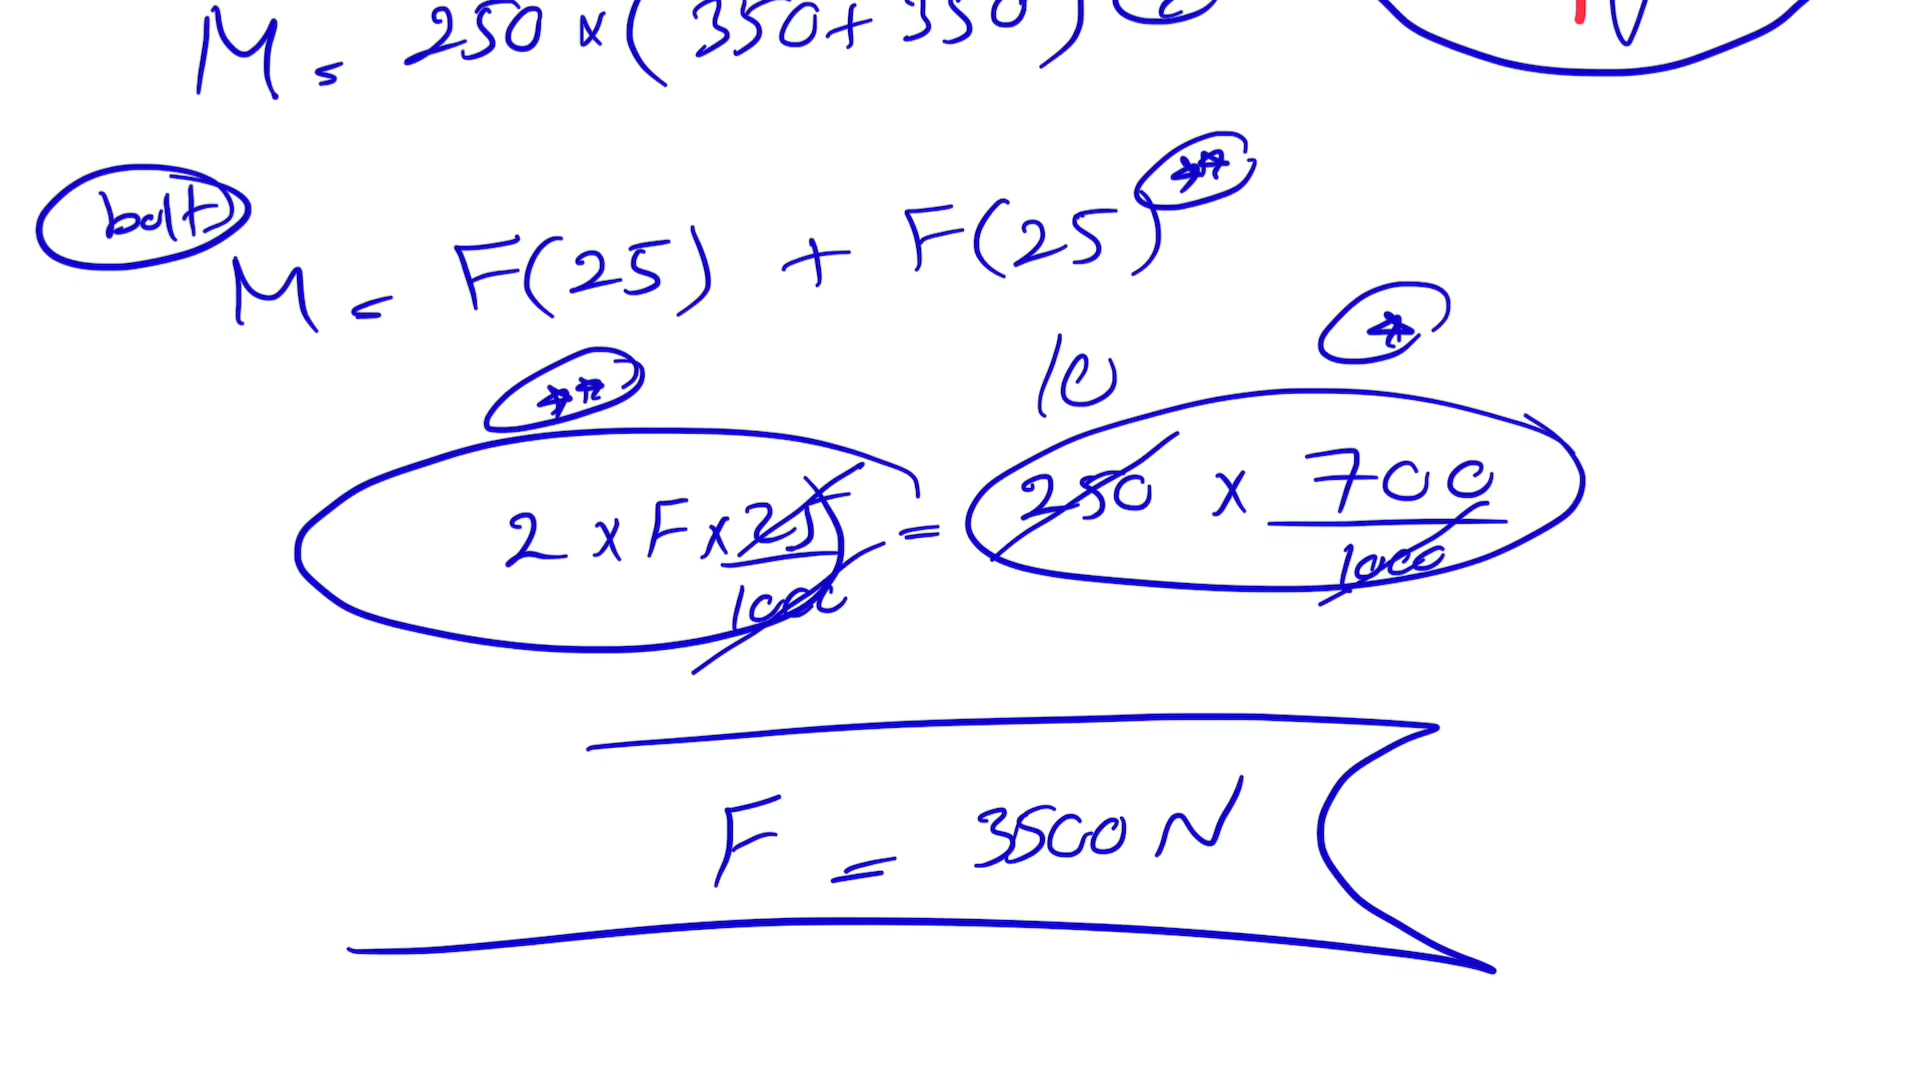 M = 250 × (350 + 350)
bolt
**
M = F(25) + F(25)
*
**
10
2 × F × 25/1000 = 250 × 700/1000
F = 3500 N